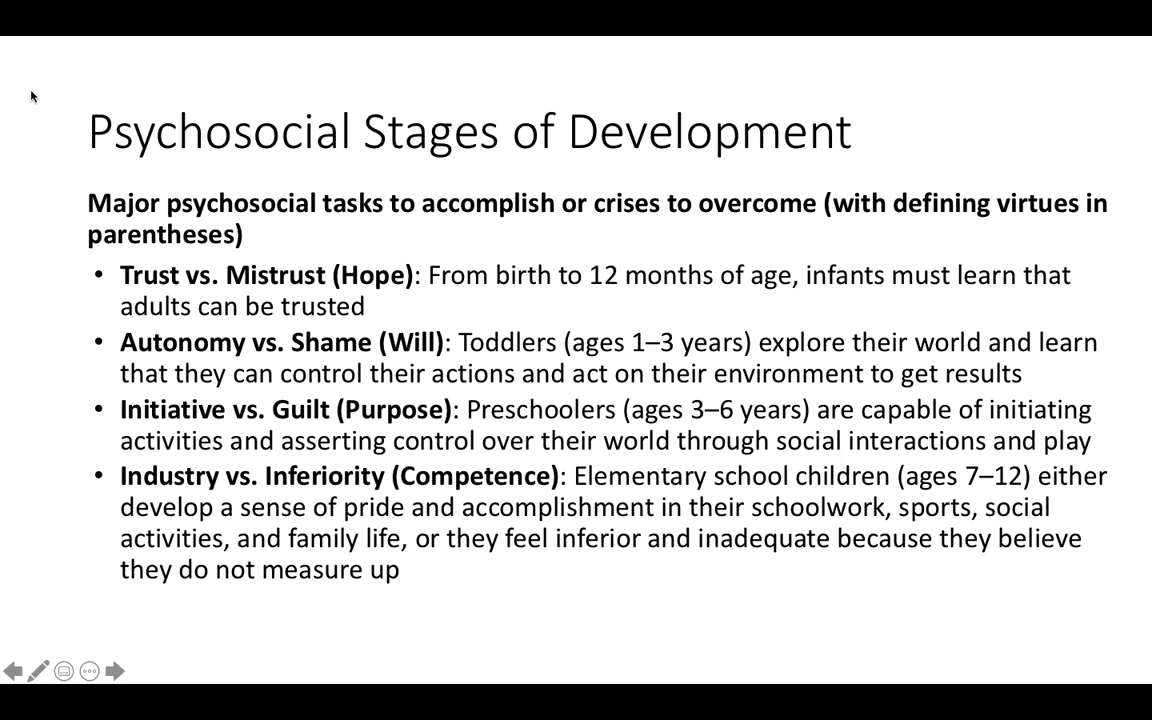 Psychosocial Stages of Development
Major psychosocial tasks to accomplish or crises to overcome (with defining virtues in
parentheses)
• Trust vs. Mistrust (Hope): From birth to 12 months of age, infants must learn that
adults can be trusted
• Autonomy vs. Shame (Will): Toddlers (ages 1–3 years) explore their world and learn
that they can control their actions and act on their environment to get results
• Initiative vs. Guilt (Purpose): Preschoolers (ages 3–6 years) are capable of initiating
activities and asserting control over their world through social interactions and play
• Industry vs. Inferiority (Competence): Elementary school children (ages 7–12) either
develop a sense of pride and accomplishment in their schoolwork, sports, social
activities, and family life, or they feel inferior and inadequate because they believe
they do not measure up